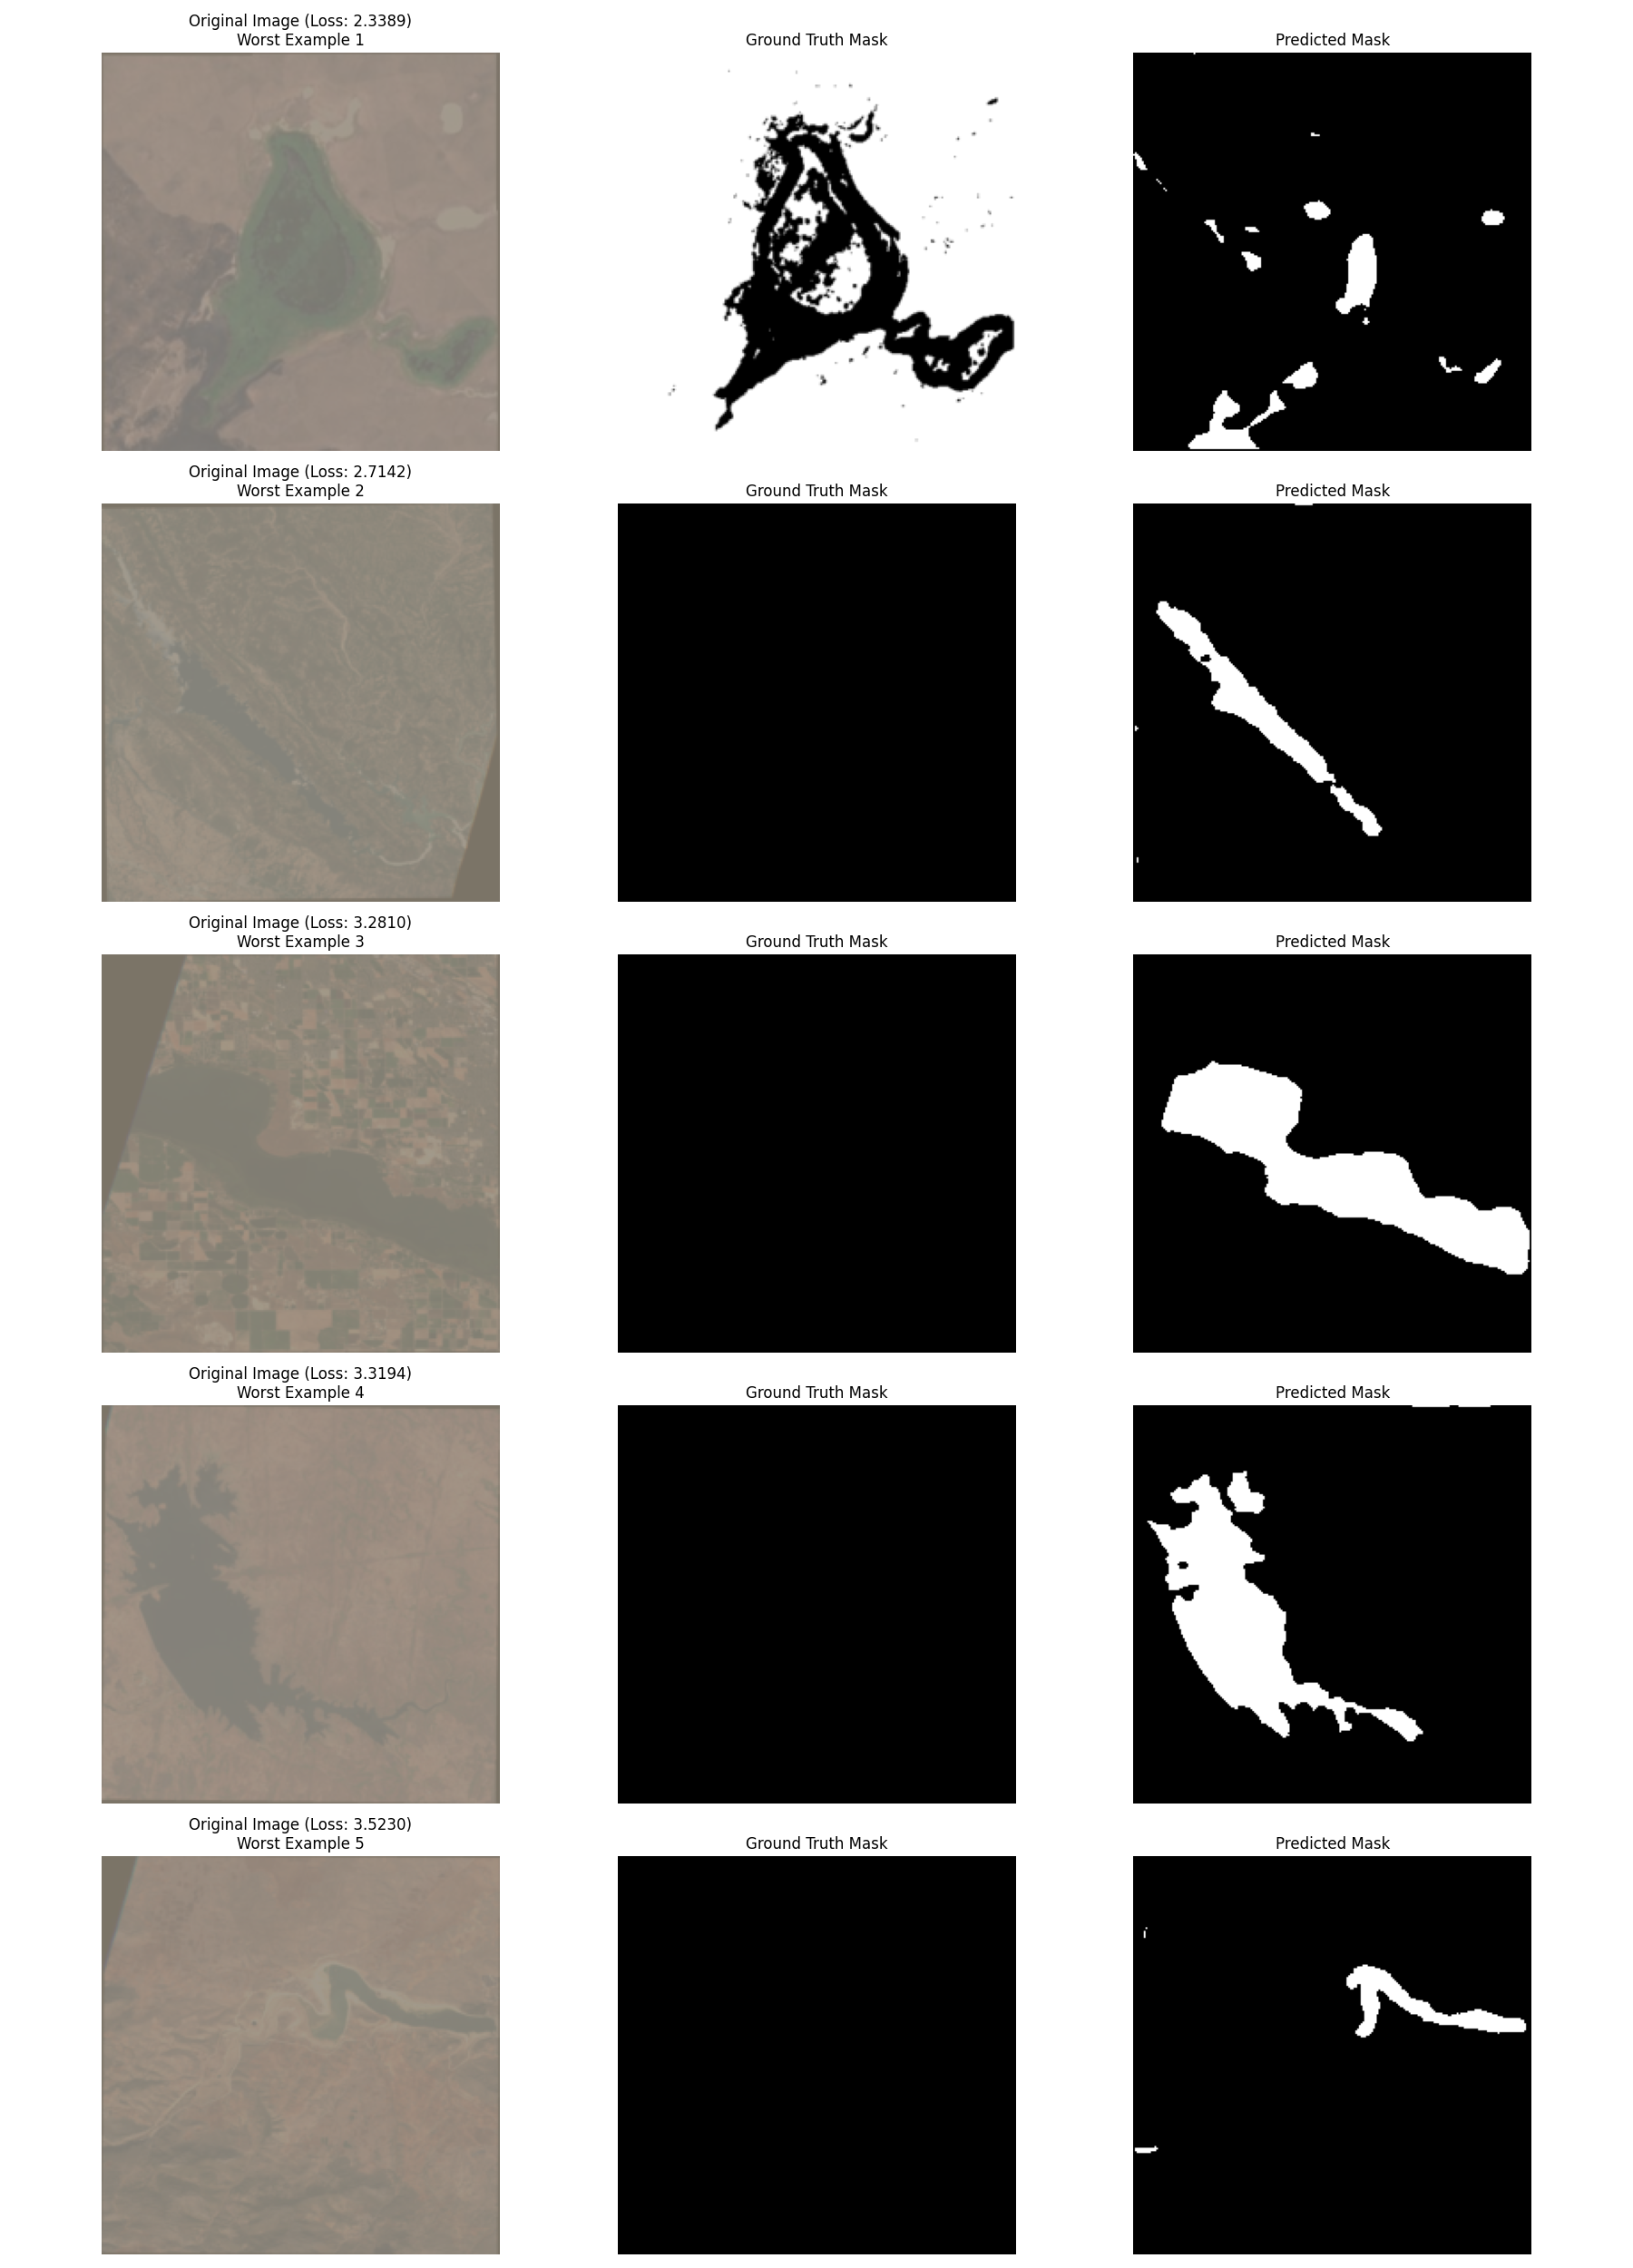 Original Image (Loss: 2.3389)
Worst Example 1
Ground Truth Mask
Predicted Mask
Original Image (Loss: 2.7142)
Worst Example 2
Ground Truth Mask
Predicted Mask
Original Image (Loss: 3.2810)
Worst Example 3
Ground Truth Mask
Predicted Mask
Original Image (Loss: 3.3194)
Worst Example 4
Ground Truth Mask
Predicted Mask
Original Image (Loss: 3.5230)
Worst Example 5
Ground Truth Mask
Predicted Mask